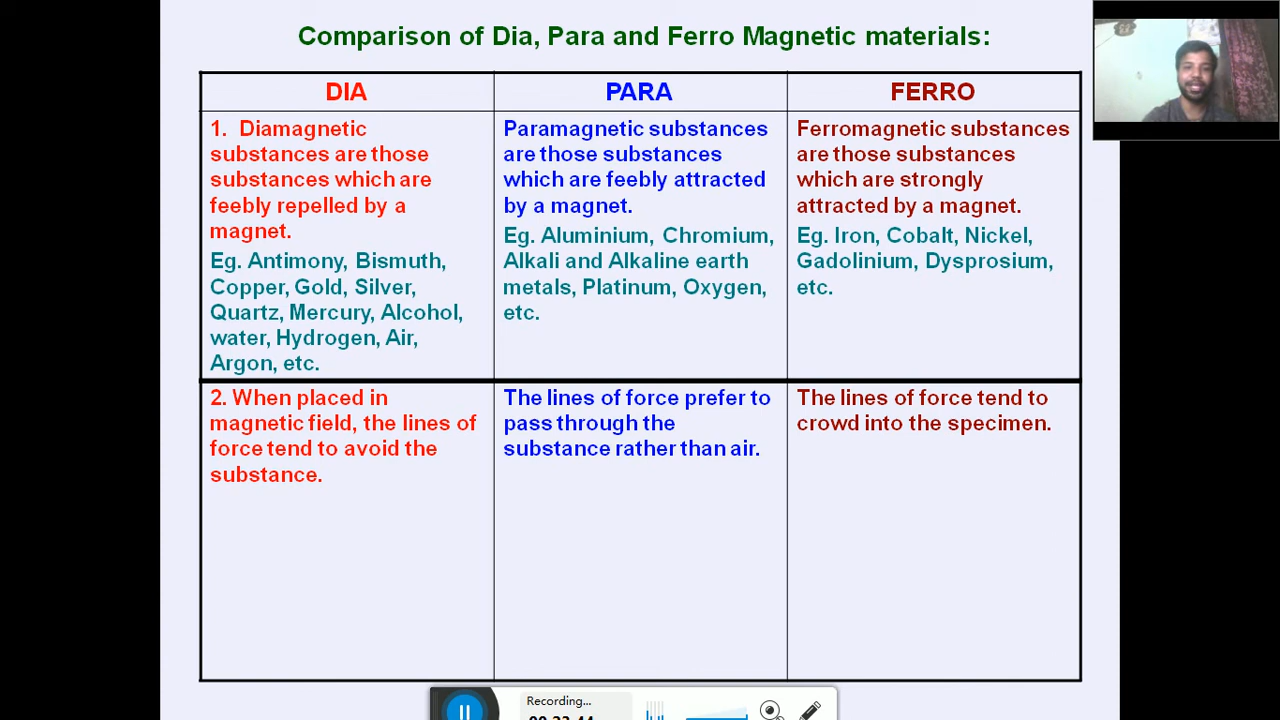 Comparison of Dia, Para and Ferro Magnetic materials:
DIA
PARA
FERRO
1. Diamagnetic
substances are those
substances which are
feebly repelled by a
magnet.
Eg. Antimony, Bismuth,
Copper, Gold, Silver,
Quartz, Mercury, Alcohol,
water, Hydrogen, Air,
Argon, etc.
Paramagnetic substances
are those substances
which are feebly attracted
by a magnet.
Eg. Aluminium, Chromium,
Alkali and Alkaline earth
metals, Platinum, Oxygen,
etc.
Ferromagnetic substances
are those substances
which are strongly
attracted by a magnet.
Eg. Iron, Cobalt, Nickel,
Gadolinium, Dysprosium,
etc.
2. When placed in
magnetic field, the lines of
force tend to avoid the
substance.
The lines of force prefer to
pass through the
substance rather than air.
The lines of force tend to
crowd into the specimen.
Recording...